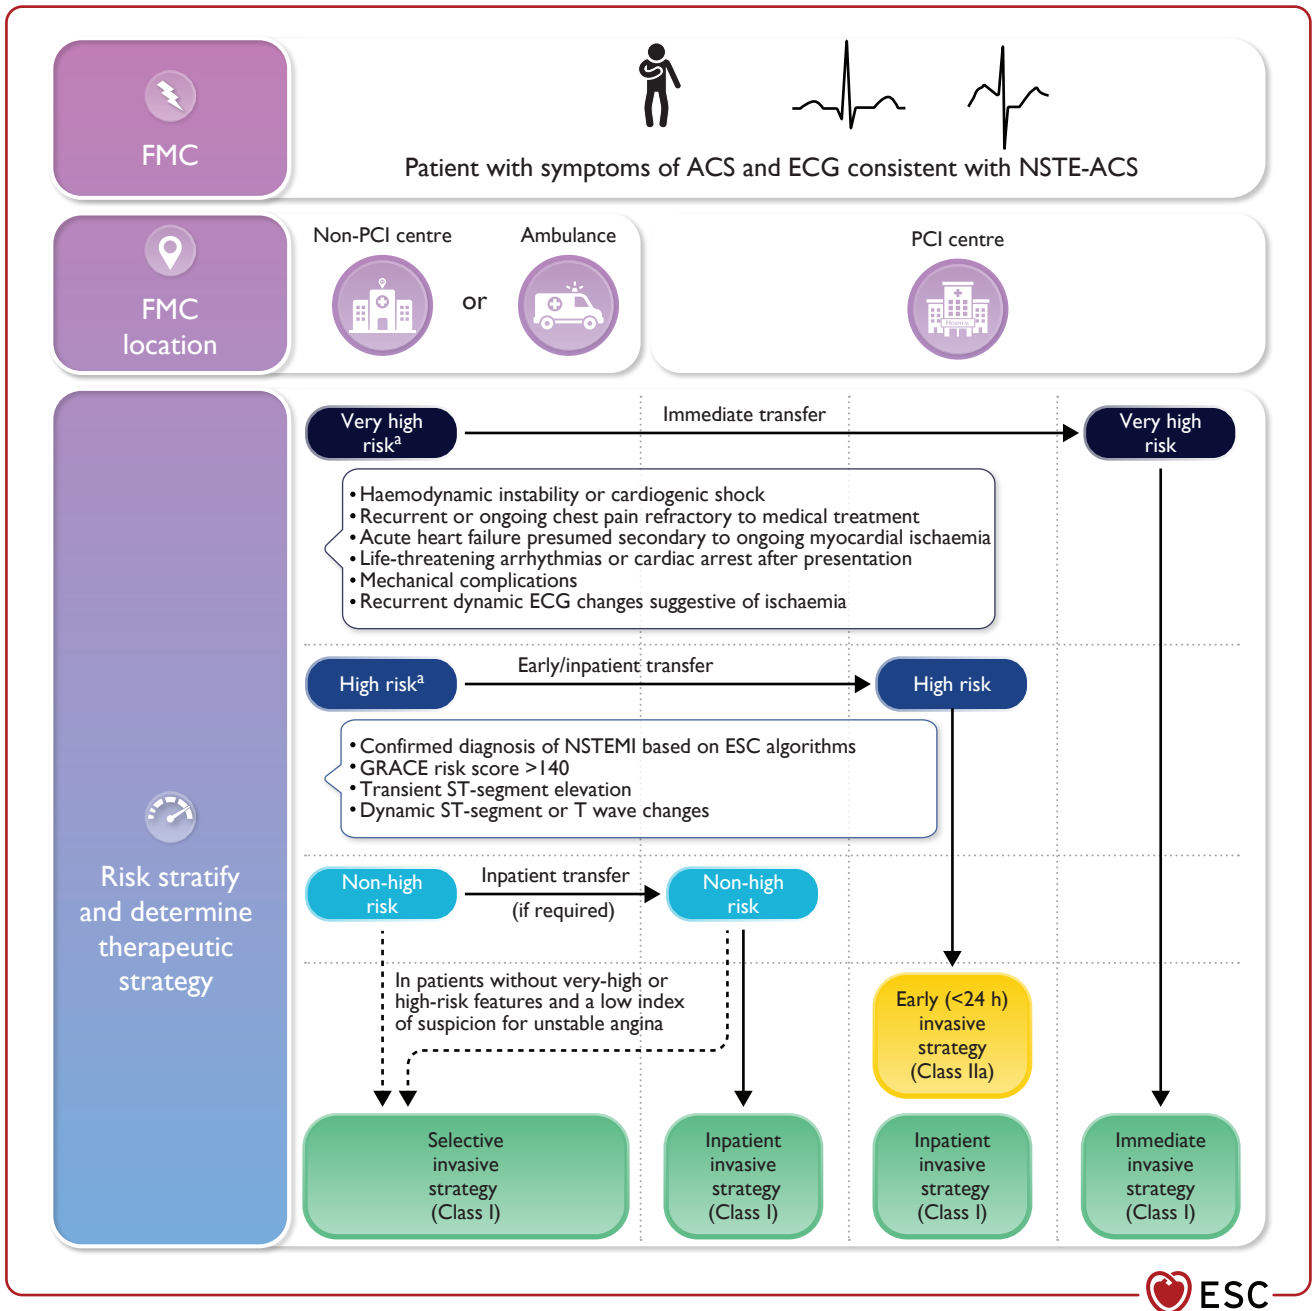 FMC
Patient with symptoms of ACS and ECG consistent with NSTE-ACS
FMC
location
Non-PCI centre
or
Ambulance
PCI centre
HOSPITAL
Risk stratify
and determine
therapeutic
strategy
Very high
riskª
Immediate transfer
Very high
risk
• Haemodynamic instability or cardiogenic shock
• Recurrent or ongoing chest pain refractory to medical treatment
• Acute heart failure presumed secondary to ongoing myocardial ischaemia
• Life-threatening arrhythmias or cardiac arrest after presentation
• Mechanical complications
• Recurrent dynamic ECG changes suggestive of ischaemia
High riskª
Early/inpatient transfer
High risk
• Confirmed diagnosis of NSTEMI based on ESC algorithms
• GRACE risk score >140
• Transient ST-segment elevation
• Dynamic ST-segment or T wave changes
Non-high
risk
Inpatient transfer
(if required)
Non-high
risk
In patients without very-high or
high-risk features and a low index
of suspicion for unstable angina
Early (<24 h)
invasive
strategy
(Class IIa)
Selective
invasive
strategy
(Class I)
Inpatient
invasive
strategy
(Class I)
Inpatient
invasive
strategy
(Class I)
Immediate
invasive
strategy
(Class I)
ESC